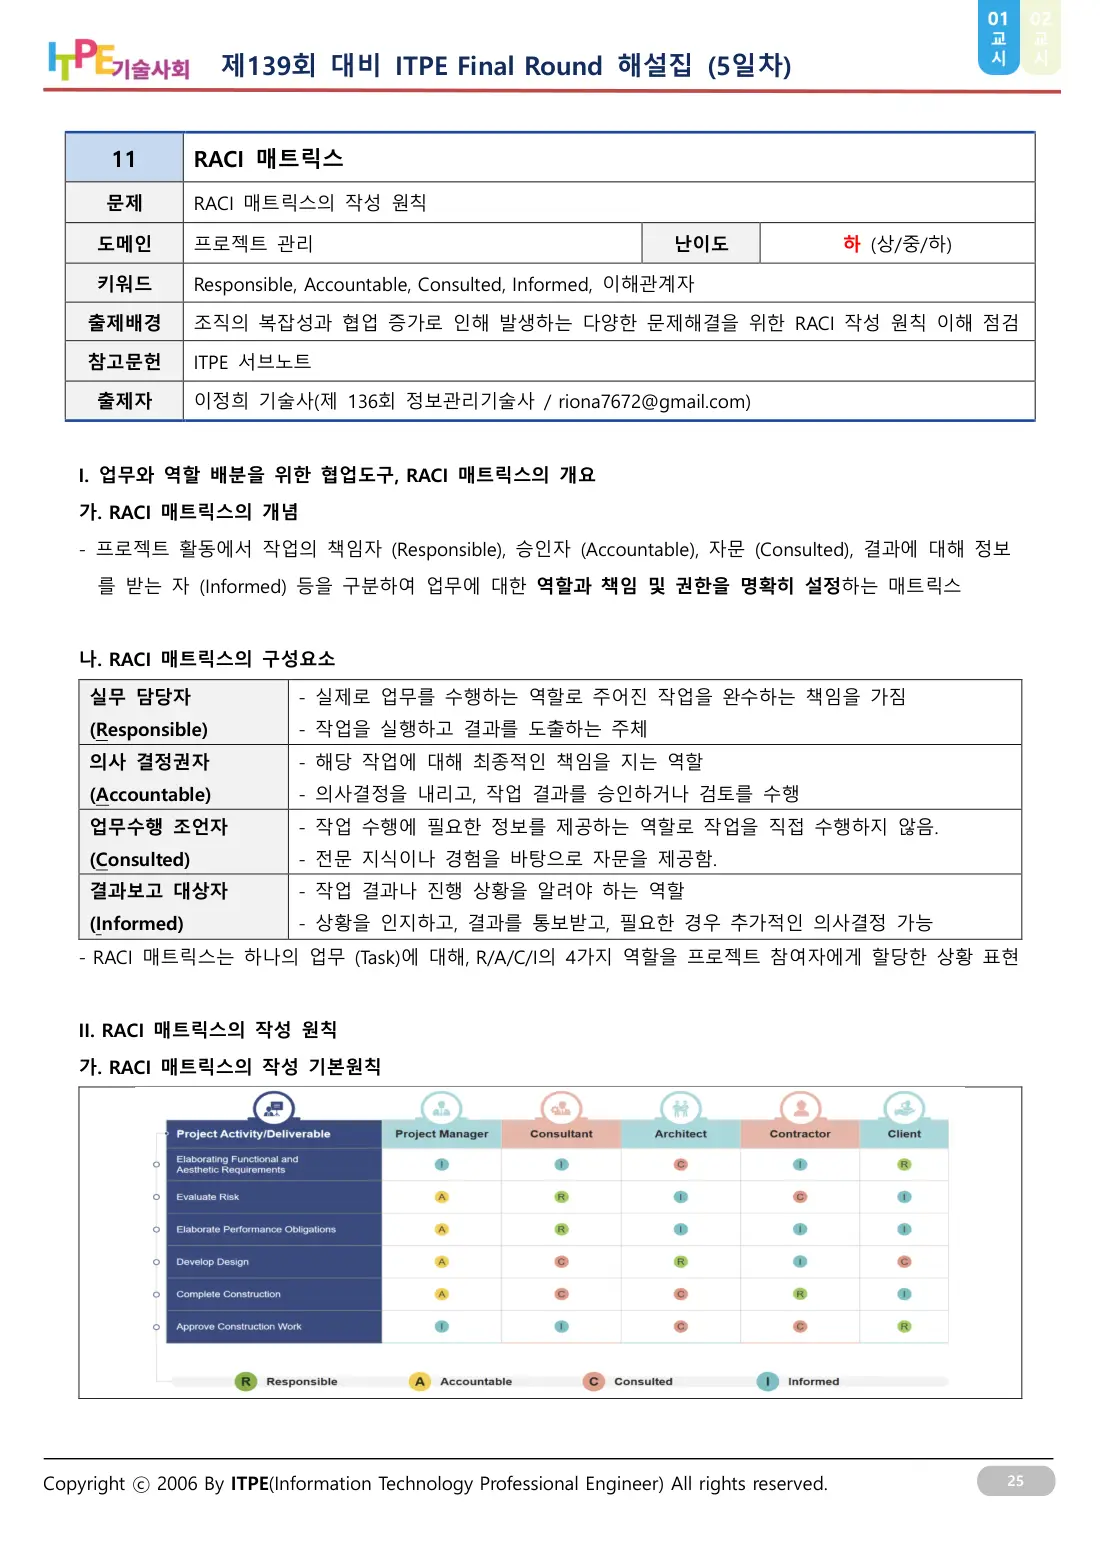 ITPE기술사회 제139회 대비 ITPE Final Round 해설집 (5일차)
01 교시
02 교시
11 RACI 매트릭스
문제 RACI 매트릭스의 작성 원칙
도메인 프로젝트 관리 난이도 하 (상/중/하)
키워드 Responsible, Accountable, Consulted, Informed, 이해관계자
출제배경 조직의 복잡성과 협업 증가로 인해 발생하는 다양한 문제해결을 위한 RACI 작성 원칙 이해 점검
참고문헌 ITPE 서브노트
출제자 이정희 기술사(제 136회 정보관리기술사 / riona7672@gmail.com)
I. 업무와 역할 배분을 위한 협업도구, RACI 매트릭스의 개요
가. RACI 매트릭스의 개념
- 프로젝트 활동에서 작업의 책임자 (Responsible), 승인자 (Accountable), 자문 (Consulted), 결과에 대해 정보
를 받는 자 (Informed) 등을 구분하여 업무에 대한 역할과 책임 및 권한을 명확히 설정하는 매트릭스
나. RACI 매트릭스의 구성요소
실무 담당자 - 실제로 업무를 수행하는 역할로 주어진 작업을 완수하는 책임을 가짐
(Responsible) - 작업을 실행하고 결과를 도출하는 주체
의사 결정권자 - 해당 작업에 대해 최종적인 책임을 지는 역할
(Accountable) - 의사결정을 내리고, 작업 결과를 승인하거나 검토를 수행
업무수행 조언자 - 작업 수행에 필요한 정보를 제공하는 역할로 작업을 직접 수행하지 않음.
(Consulted) - 전문 지식이나 경험을 바탕으로 자문을 제공함.
결과보고 대상자 - 작업 결과나 진행 상황을 알려야 하는 역할
(Informed) - 상황을 인지하고, 결과를 통보받고, 필요한 경우 추가적인 의사결정 가능
- RACI 매트릭스는 하나의 업무 (Task)에 대해, R/A/C/I의 4가지 역할을 프로젝트 참여자에게 할당한 상황 표현
II. RACI 매트릭스의 작성 원칙
가. RACI 매트릭스의 작성 기본원칙
Project Activity/Deliverable Project Manager Consultant Architect Contractor Client
Elaborating Functional and
Aesthetic Requirements I I C I R
Evaluate Risk A R I C I
Elaborate Performance Obligations A R I I I
Develop Design A C R I C
Complete Construction A C C R I
Approve Construction Work I I C C R
R Responsible A Accountable C Consulted I Informed
Copyright ⓒ 2006 By ITPE(Information Technology Professional Engineer) All rights reserved. 25